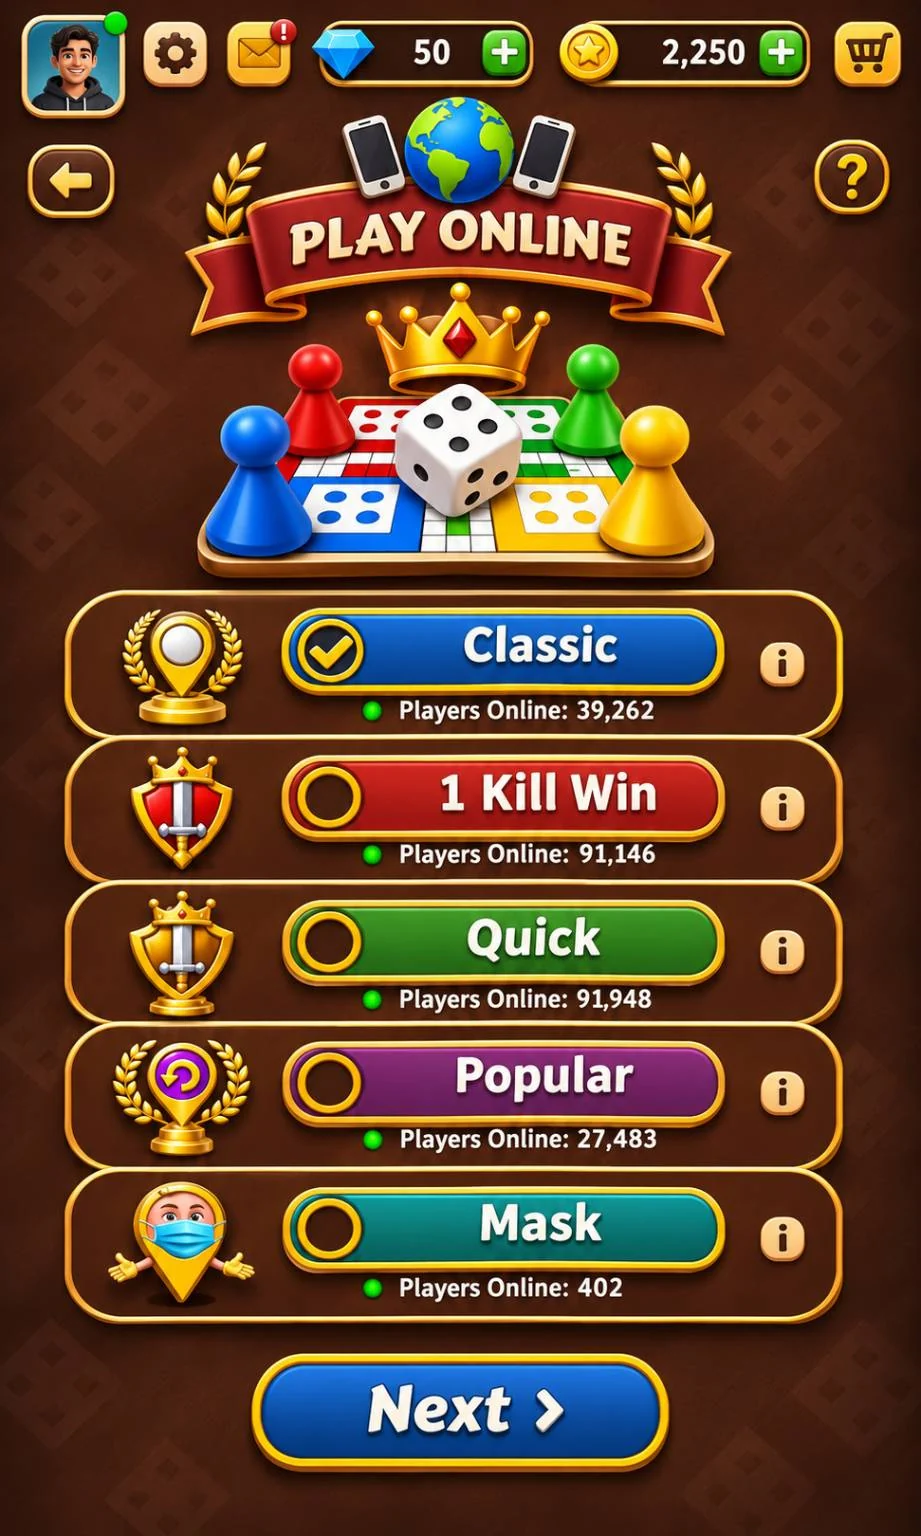 !
50
2,250
PLAY ONLINE
?
Classic
i
Players Online: 39,262
1 Kill Win
i
Players Online: 91,146
Quick
i
Players Online: 91,948
Popular
i
Players Online: 27,483
Mask
i
Players Online: 402
Next >